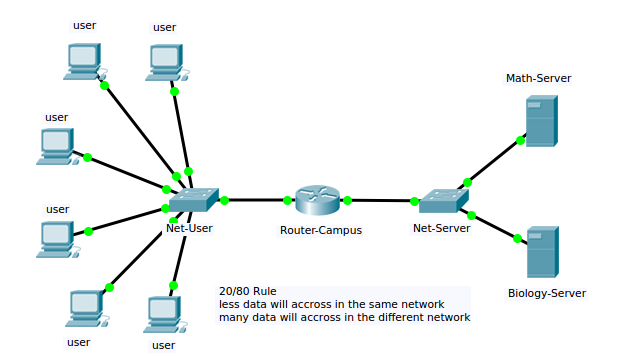 user
user
Math-Server
user
user
Net-User
Router-Campus
Net-Server
20/80 Rule
less data will accross in the same network
many data will accross in the different network
Biology-Server
user
user